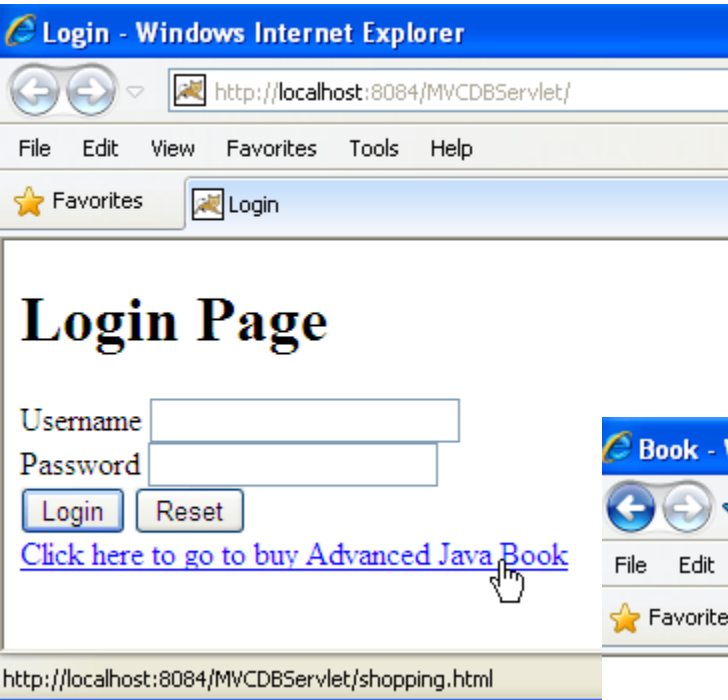 Login - Windows Internet Explorer
http://localhost:8084/MVCDBServlet/
File Edit View Favorites Tools Help
Favorites Login
Login Page
Username
Password
Login Reset
Click here to go to buy Advanced Java Book
http://localhost:8084/MVCDBServlet/shopping.html
Book -
File Edit
Favorite